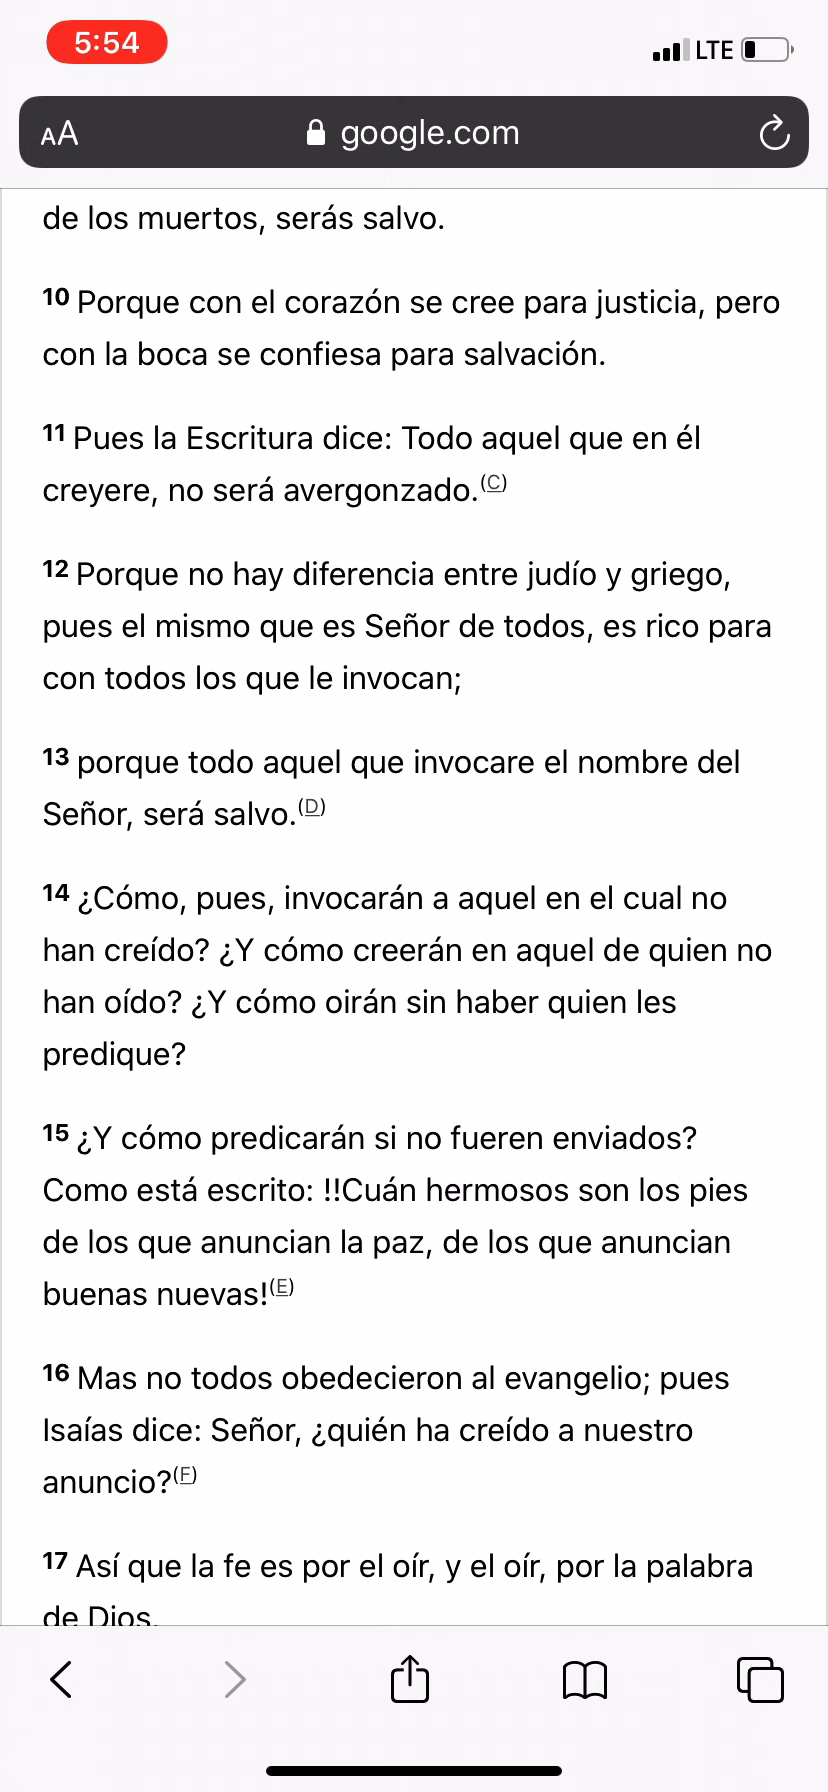 5:54
LTE
AA
google.com
de los muertos, serás salvo.
10 Porque con el corazón se cree para justicia, pero
con la boca se confiesa para salvación.
11 Pues la Escritura dice: Todo aquel que en él
creyere, no será avergonzado.(C)
12 Porque no hay diferencia entre judío y griego,
pues el mismo que es Señor de todos, es rico para
con todos los que le invocan;
13 porque todo aquel que invocare el nombre del
Señor, será salvo.(D)
14 ¿Cómo, pues, invocarán a aquel en el cual no
han creído? ¿Y cómo creerán en aquel de quien no
han oído? ¿Y cómo oirán sin haber quien les
predique?
15 ¿Y cómo predicarán si no fueren enviados?
Como está escrito: !!Cuán hermosos son los pies
de los que anuncian la paz, de los que anuncian
buenas nuevas!(E)
16 Mas no todos obedecieron al evangelio; pues
Isaías dice: Señor, ¿quién ha creído a nuestro
anuncio?(F)
17 Así que la fe es por el oír, y el oír, por la palabra
de Dios.